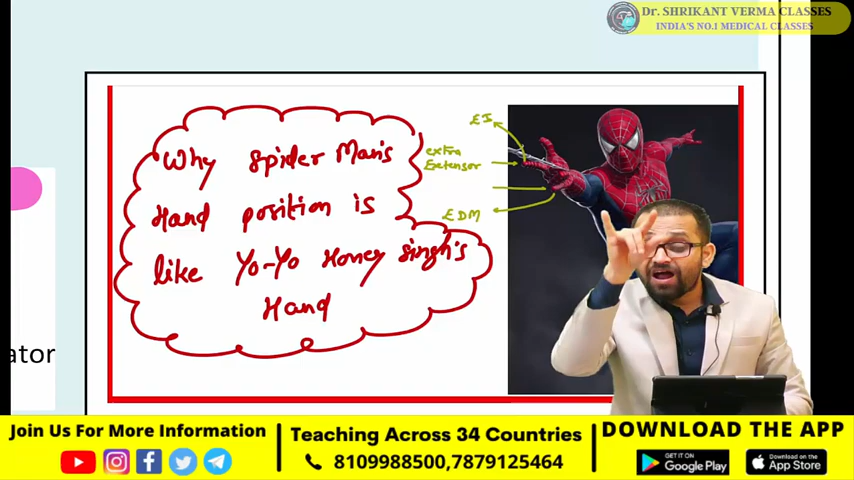 Dr. SHRIKANT VERMA CLASSES
INDIA'S NO.1 MEDICAL CLASSES
Why Spider Man's
Hand position is
like Yo-Yo Honey Singh's
Hand
EI
extra
Extensor
EDM
ator
Join Us For More Information
Teaching Across 34 Countries
8109988500,7879125464
DOWNLOAD THE APP
GET IT ON
Google Play
Download on the
App Store